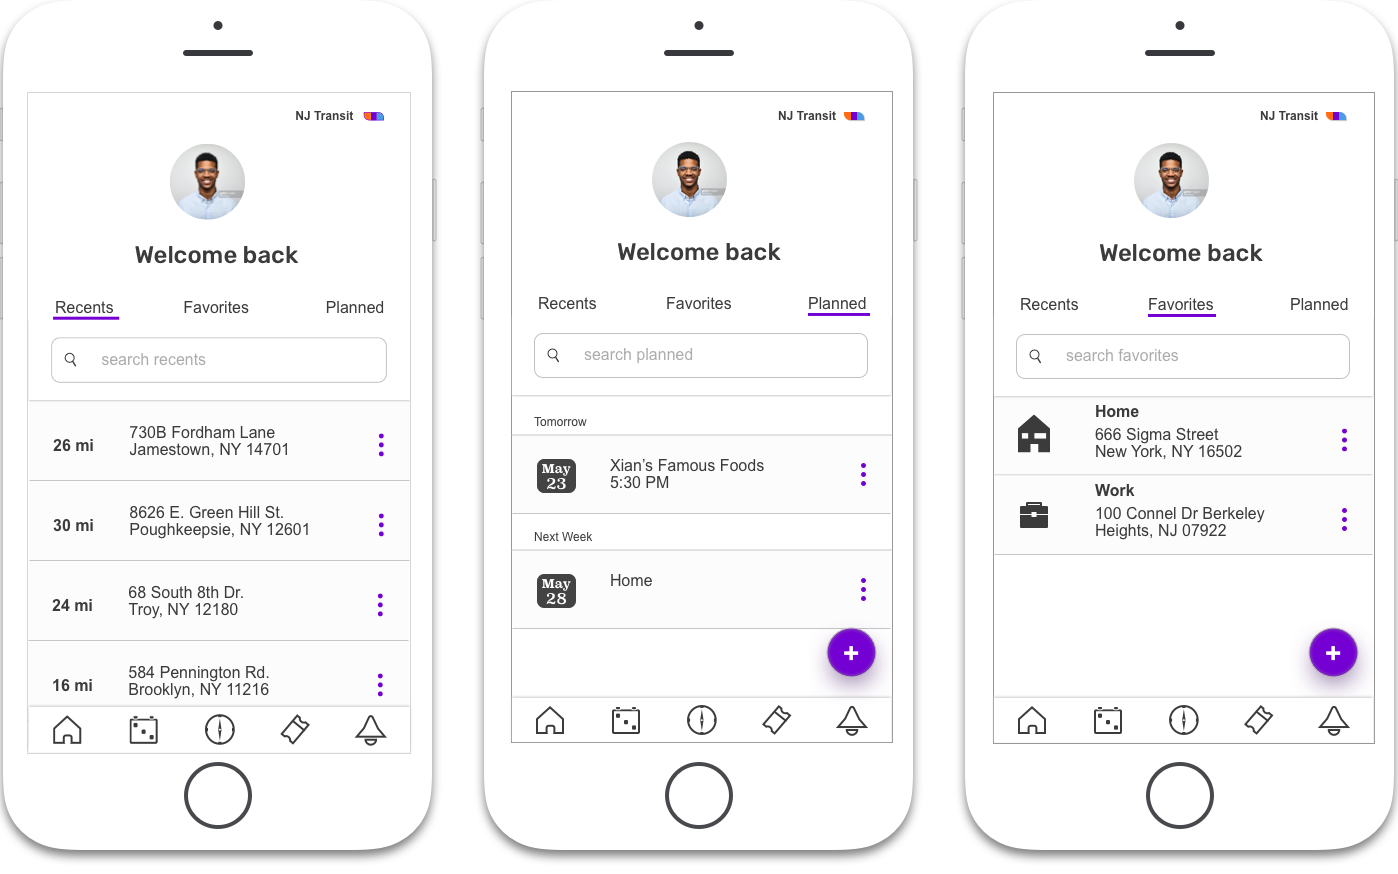 NJ Transit
Welcome back
Recents Favorites Planned
search recents
26 mi
730B Fordham Lane
Jamestown, NY 14701
30 mi
8626 E. Green Hill St.
Poughkeepsie, NY 12601
24 mi
68 South 8th Dr.
Troy, NY 12180
16 mi
584 Pennington Rd.
Brooklyn, NY 11216
NJ Transit
Welcome back
Recents Favorites Planned
search planned
Tomorrow
May
23
Xian’s Famous Foods
5:30 PM
Next Week
May
28
Home
+
NJ Transit
Welcome back
Recents Favorites Planned
search favorites
Home
666 Sigma Street
New York, NY 16502
Work
100 Connel Dr Berkeley
Heights, NJ 07922
+